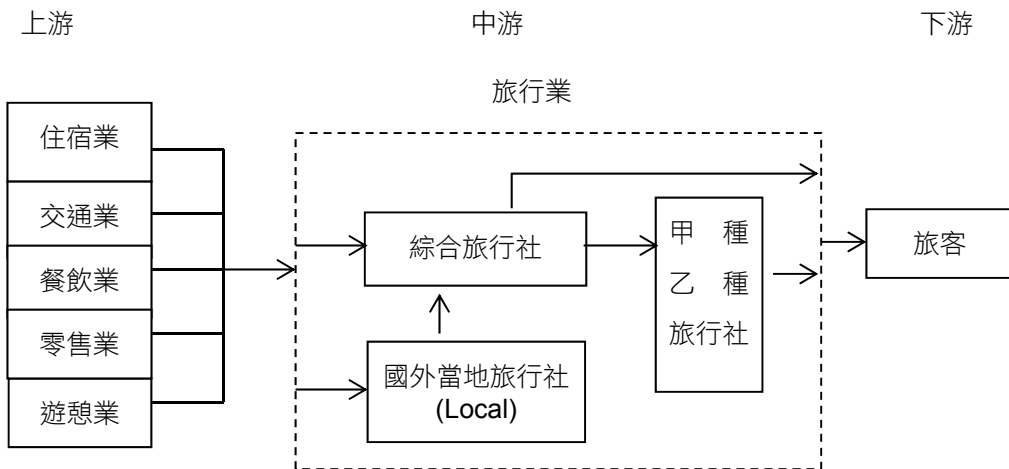 上游
中游
下游
旅行業
住宿業
交通業
餐飲業
零售業
遊憩業
綜合旅行社
國外當地旅行社
(Local)
甲　種
乙　種
旅行社
旅客